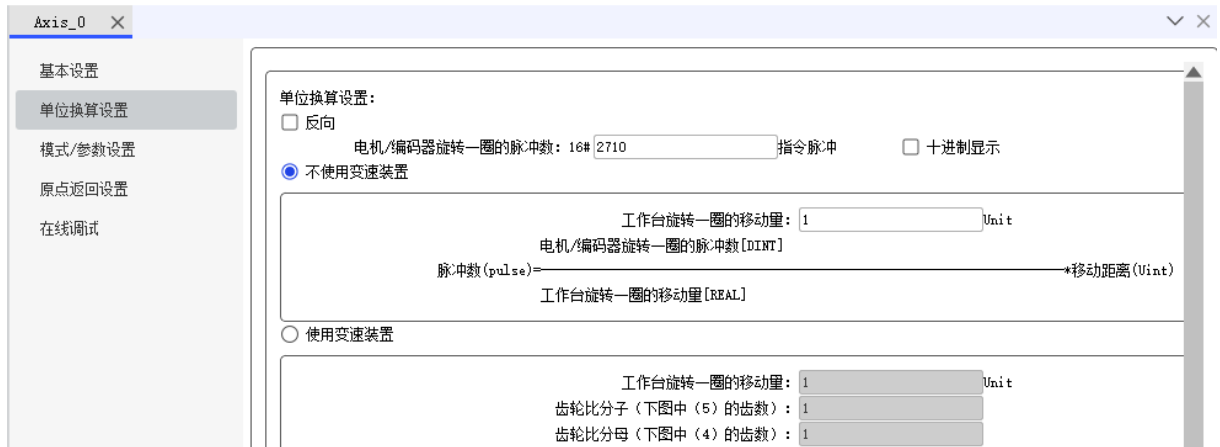 Axis_0
基本设置
单位换算设置
模式/参数设置
原点返回设置
在线调试
单位换算设置:
反向
电机/编码器旋转一圈的脉冲数: 16# 2710 指令脉冲 十进制显示
不使用变速装置
工作台旋转一圈的移动量: 1 Unit
电机/编码器旋转一圈的脉冲数[DINT]
脉冲数(pulse)= *移动距离(Uint)
工作台旋转一圈的移动量[REAL]
使用变速装置
工作台旋转一圈的移动量: 1 Unit
齿轮比分子（下图中（5）的齿数）: 1
齿轮比分母（下图中（4）的齿数）: 1